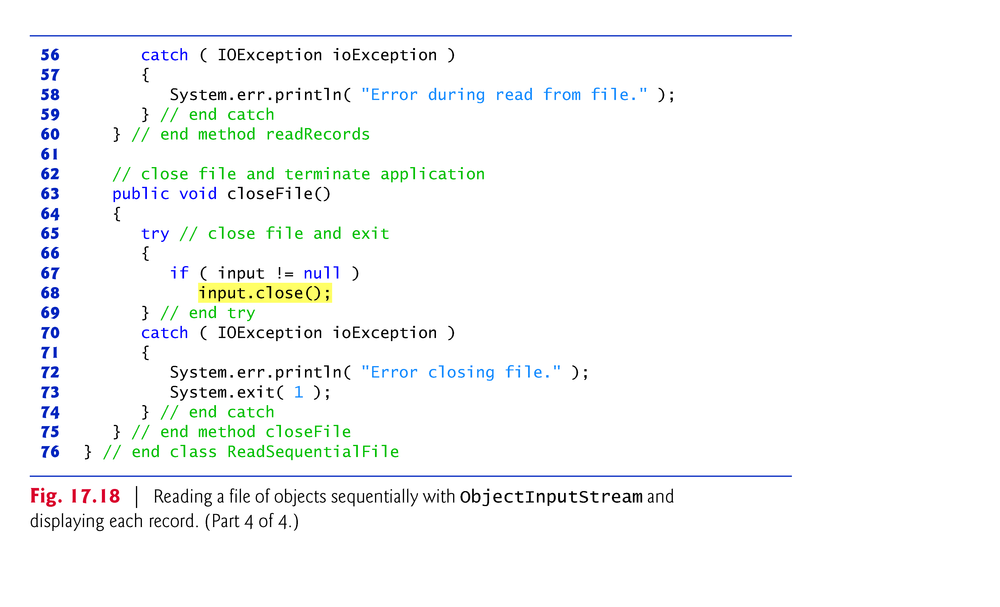 56         catch ( IOException ioException )
57         {
58            System.err.println( "Error during read from file." );
59         } // end catch
60      } // end method readRecords
61
62      // close file and terminate application
63      public void closeFile()
64      {
65         try // close file and exit
66         {
67            if ( input != null )
68               input.close();
69         } // end try
70         catch ( IOException ioException )
71         {
72            System.err.println( "Error closing file." );
73            System.exit( 1 );
74         } // end catch
75      } // end method closeFile
76   } // end class ReadSequentialFile
Fig. 17.18 | Reading a file of objects sequentially with ObjectInputStream and
displaying each record. (Part 4 of 4.)